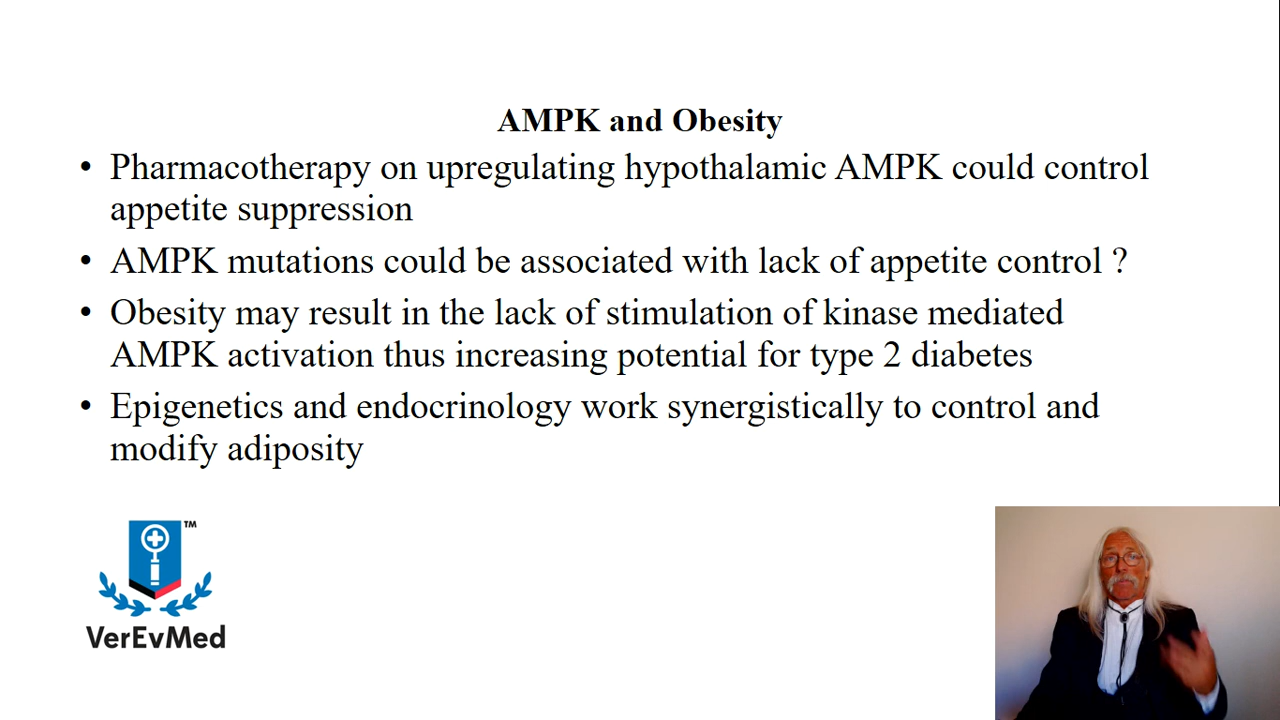 AMPK and Obesity
• Pharmacotherapy on upregulating hypothalamic AMPK could control
appetite suppression
• AMPK mutations could be associated with lack of appetite control ?
• Obesity may result in the lack of stimulation of kinase mediated
AMPK activation thus increasing potential for type 2 diabetes
• Epigenetics and endocrinology work synergistically to control and
modify adiposity
TM
VerEvMed